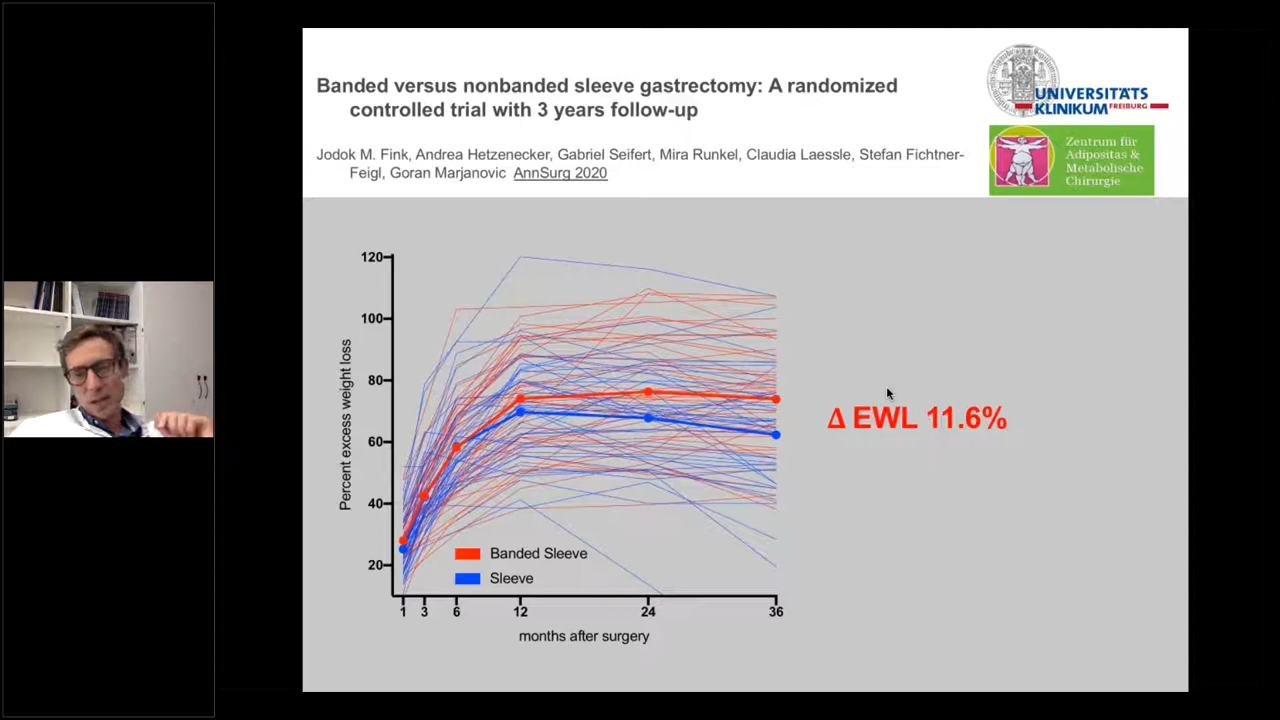 Banded versus nonbanded sleeve gastrectomy: A randomized
controlled trial with 3 years follow-up
Jodok M. Fink, Andrea Hetzenecker, Gabriel Seifert, Mira Runkel, Claudia Laessle, Stefan Fichtner-
Feigl, Goran Marjanovic AnnSurg 2020
UNIVERSITÄTS
KLINIKUM FREIBURG
Zentrum für
Adipositas &
Metabolische
Chirurgie
120
100
80
60
40
20
Percent excess weight loss
Δ EWL 11.6%
Banded Sleeve
Sleeve
1 3 6 12 24 36
months after surgery